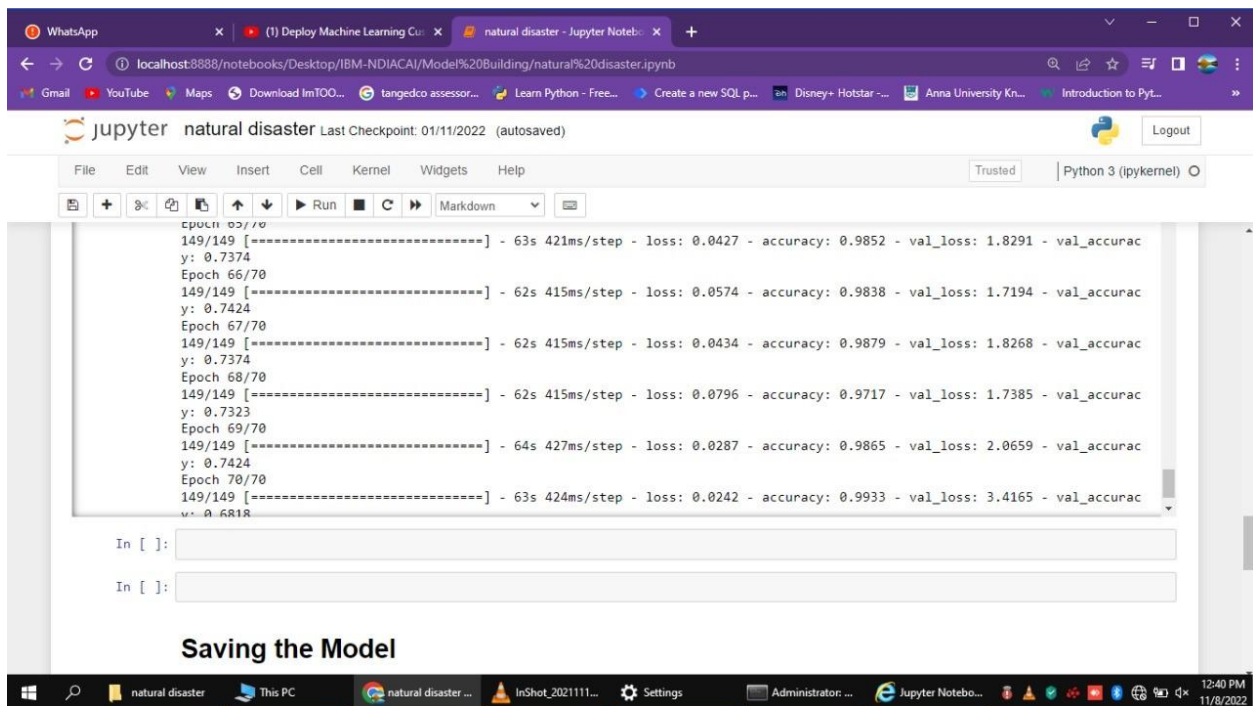 WhatsApp
(1) Deploy Machine Learning Cus
natural disaster - Jupyter Notebo
localhost:8888/notebooks/Desktop/IBM-NDIACAI/Model%20Building/natural%20disaster.ipynb
Gmail YouTube Maps Download ImTOO... tangedco assessor... Learn Python - Free... Create a new SQL p... Disney+ Hotstar -... Anna University Kn... Introduction to Pyt... »
jupyter natural disaster Last Checkpoint: 01/11/2022 (autosaved)
Logout
File Edit View Insert Cell Kernel Widgets Help Trusted Python 3 (ipykernel)
Run Markdown
Epoch 65/70
149/149 [==============================] - 63s 421ms/step - loss: 0.0427 - accuracy: 0.9852 - val_loss: 1.8291 - val_accurac
y: 0.7374
Epoch 66/70
149/149 [==============================] - 62s 415ms/step - loss: 0.0574 - accuracy: 0.9838 - val_loss: 1.7194 - val_accurac
y: 0.7424
Epoch 67/70
149/149 [==============================] - 62s 415ms/step - loss: 0.0434 - accuracy: 0.9879 - val_loss: 1.8268 - val_accurac
y: 0.7374
Epoch 68/70
149/149 [==============================] - 62s 415ms/step - loss: 0.0796 - accuracy: 0.9717 - val_loss: 1.7385 - val_accurac
y: 0.7323
Epoch 69/70
149/149 [==============================] - 64s 427ms/step - loss: 0.0287 - accuracy: 0.9865 - val_loss: 2.0659 - val_accurac
y: 0.7424
Epoch 70/70
149/149 [==============================] - 63s 424ms/step - loss: 0.0242 - accuracy: 0.9933 - val_loss: 3.4165 - val_accurac
y: 0.6818
In [ ]:
In [ ]:
Saving the Model
natural disaster This PC natural disaster ... InShot_2021111... Settings Administrator: ... Jupyter Notebo... 12:40 PM
11/8/2022